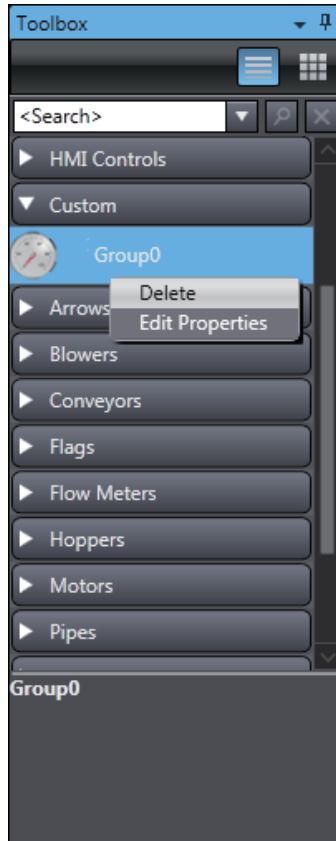 Toolbox
<Search>
HMI Controls
Custom
Group0
Delete
Edit Properties
Arrows
Blowers
Conveyors
Flags
Flow Meters
Hoppers
Motors
Pipes
Group0